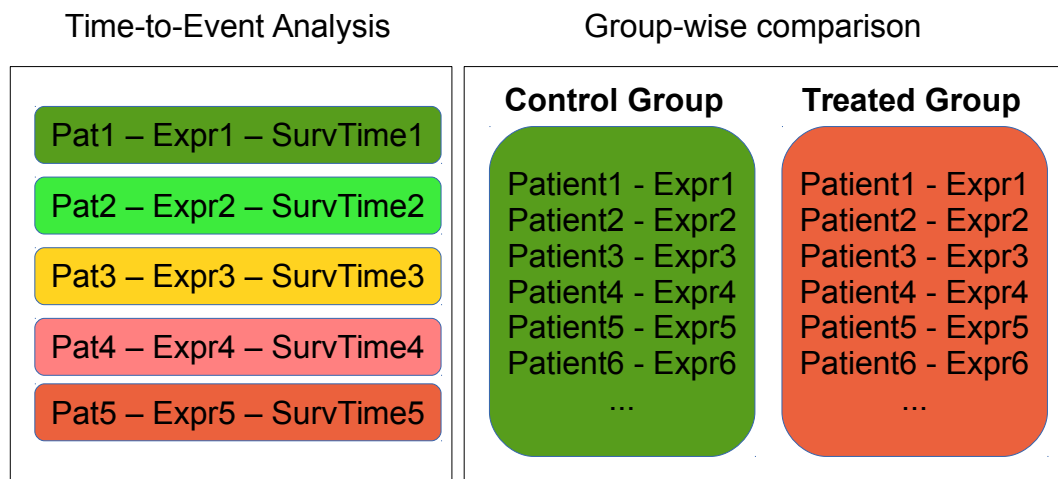 Time-to-Event Analysis
Pat1 – Expr1 – SurvTime1
Pat2 – Expr2 – SurvTime2
Pat3 – Expr3 – SurvTime3
Pat4 – Expr4 – SurvTime4
Pat5 – Expr5 – SurvTime5
Group-wise comparison
Control Group
Patient1 - Expr1
Patient2 - Expr2
Patient3 - Expr3
Patient4 - Expr4
Patient5 - Expr5
Patient6 - Expr6
...
Treated Group
Patient1 - Expr1
Patient2 - Expr2
Patient3 - Expr3
Patient4 - Expr4
Patient5 - Expr5
Patient6 - Expr6
...